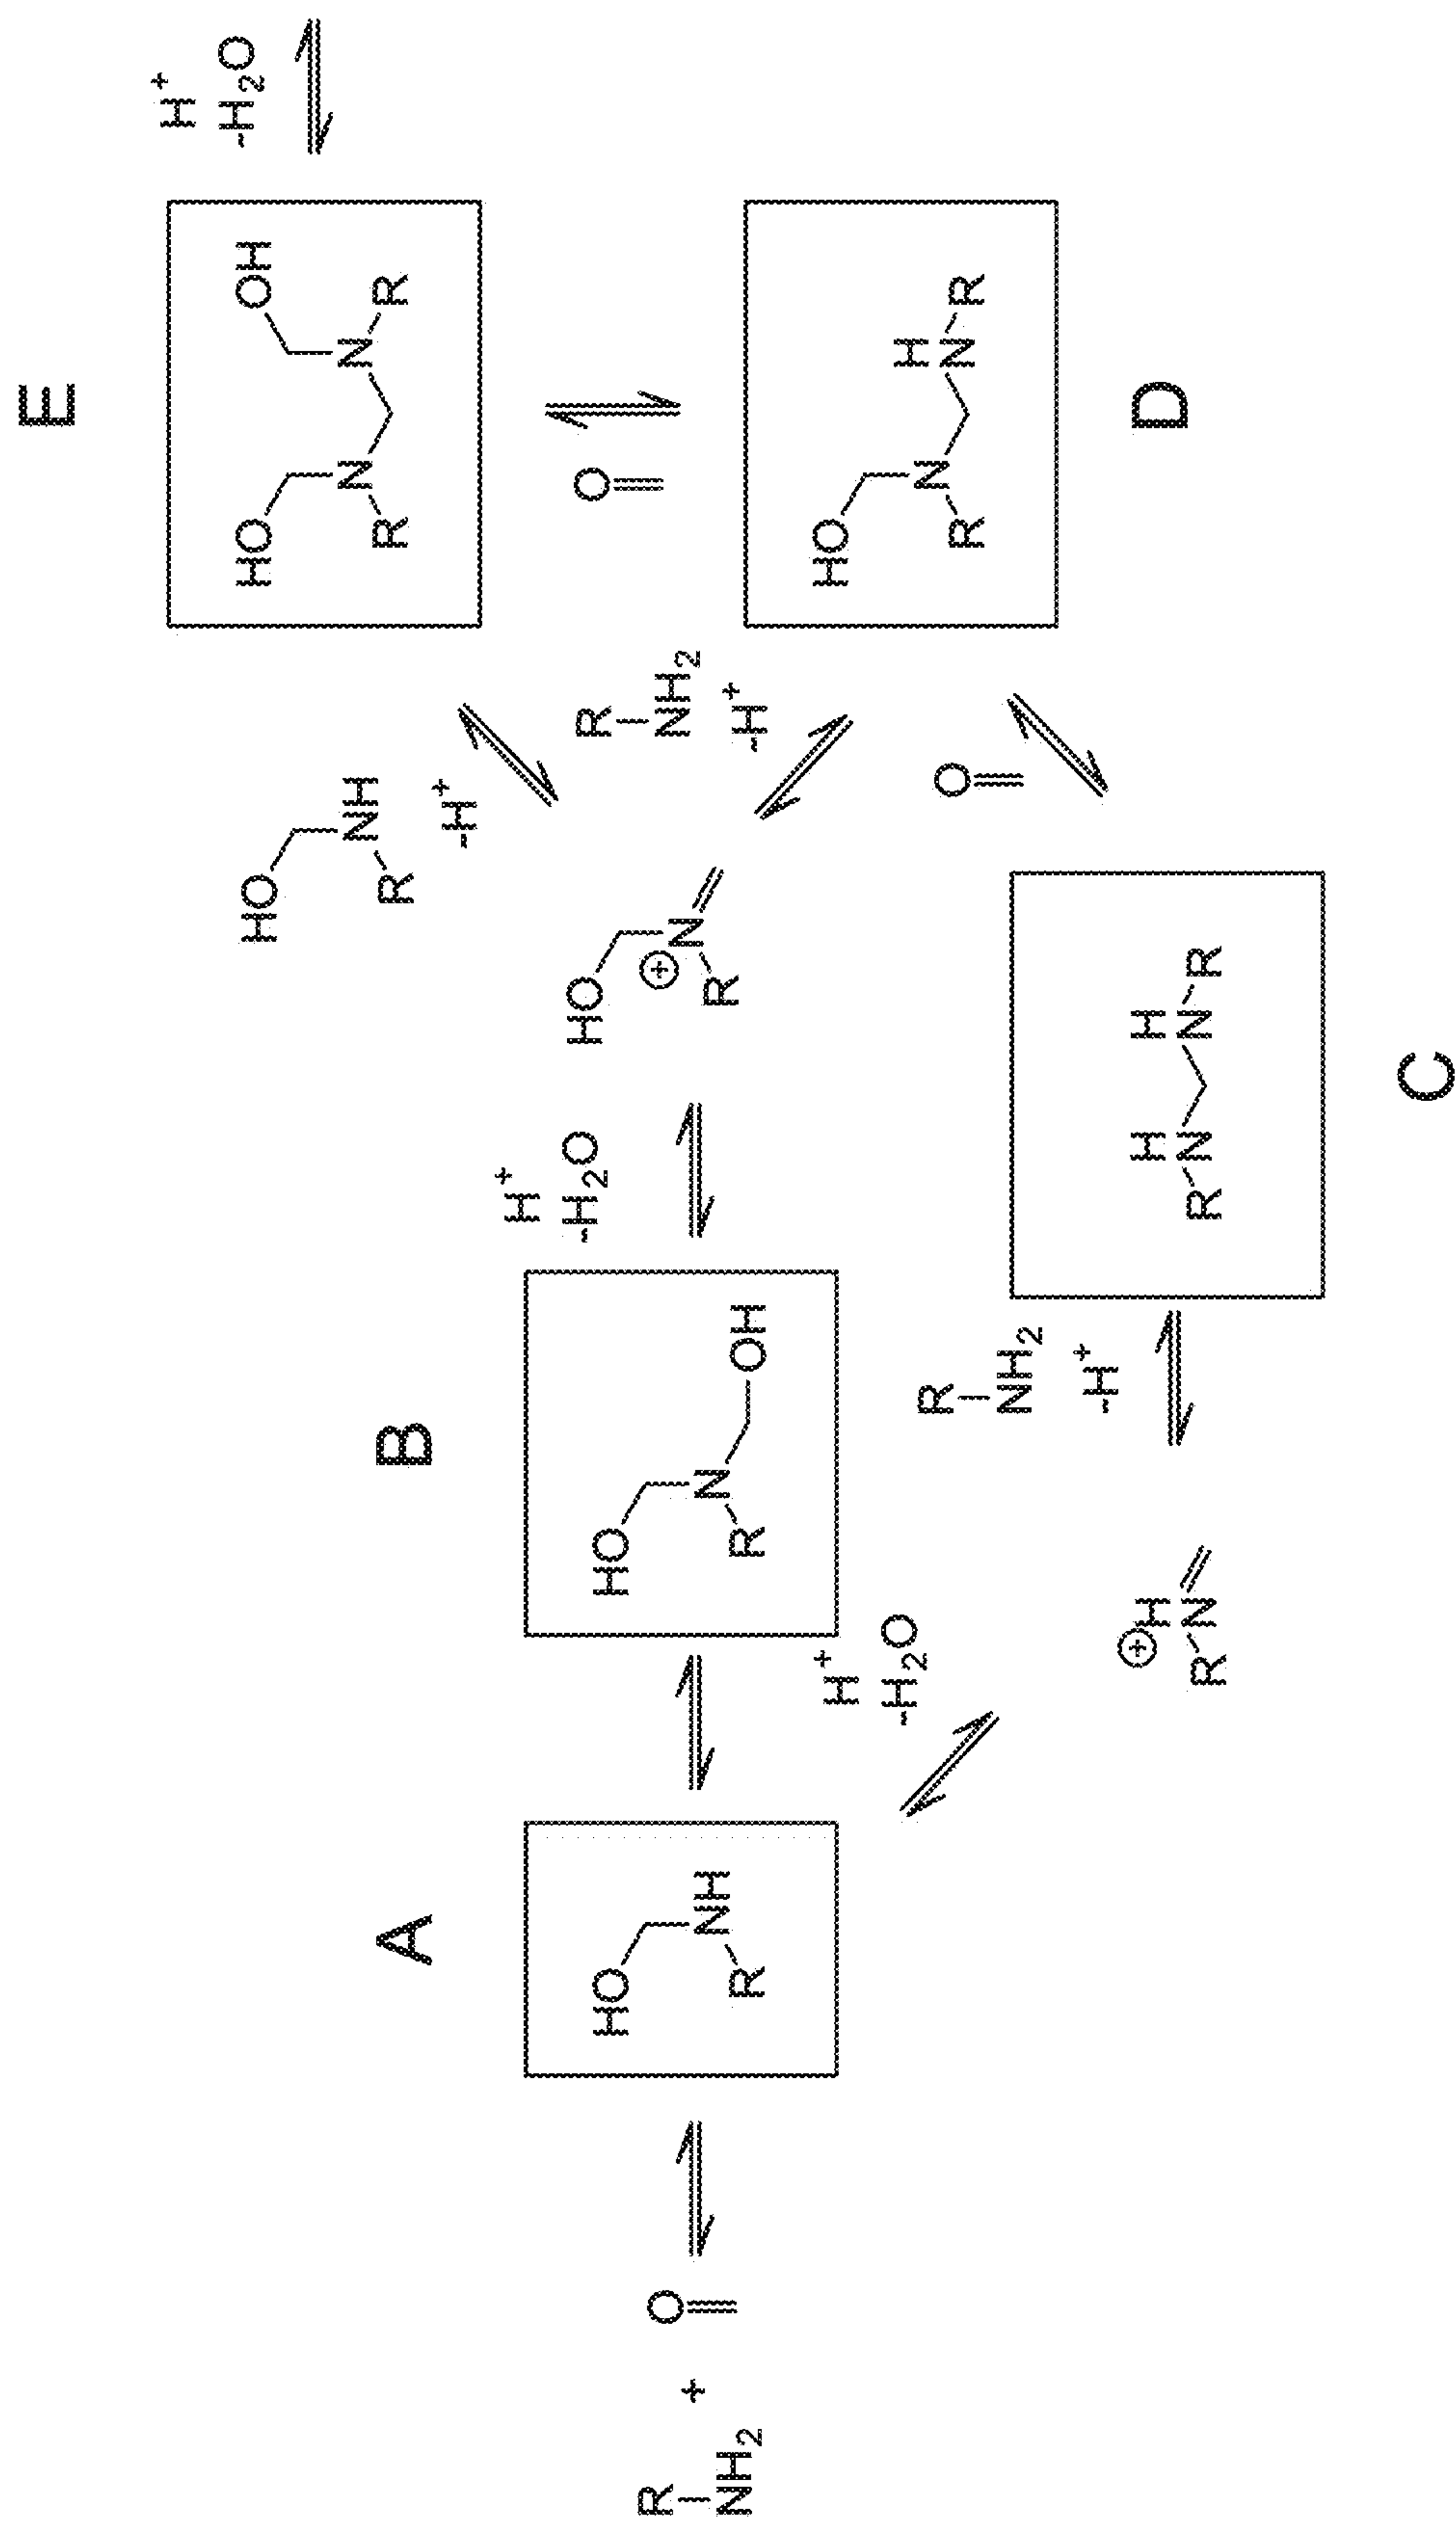 R-NH2
+
O
A
HO
NH
R
B
HO
N
OH
R
H+
-H2O
R-NH2
-H+
H+
-H2O
H
R N
+
HO
N
R
+
C
H H
R N N R
HO
NH
R
-H+
R-NH2
-H+
O
E
HO OH
N N
R R
O
D
HO
H
N N
R R
H+
-H2O